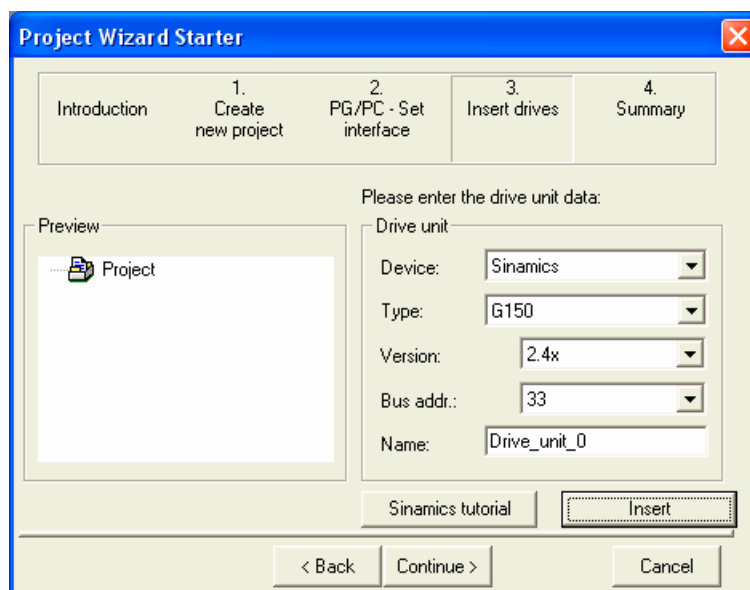 Project Wizard Starter
Introduction
1.
Create
new project
2.
PG/PC - Set
interface
3.
Insert drives
4.
Summary
Please enter the drive unit data:
Preview
Project
Drive unit
Device: Sinamics
Type: G150
Version: 2.4x
Bus addr.: 33
Name: Drive_unit_0
Sinamics tutorial
Insert
< Back
Continue >
Cancel